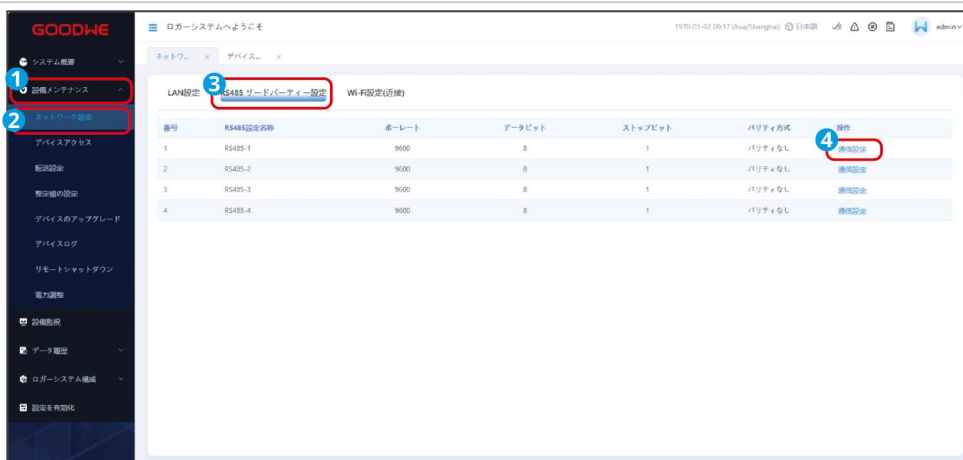 GOODWE
ロガーシステムへようこそ
1970-01-02 00:17 (Asia/Shanghai) 日本語
admin
システム概要
ネットワ... × デバイス... ×
1
設備メンテナンス
3
LAN設定 RS485 サードパーティー設定 Wi-Fi設定(近接)
2
ネットワーク設定
番号 RS485設定名称 ボーレート データビット ストップビット パリティ方式 操作
デバイスアクセス
4
1 RS485-1 9600 8 1 パリティなし 通信設定
転送設定
2 RS485-2 9600 8 1 パリティなし 通信設定
整定値の設定
3 RS485-3 9600 8 1 パリティなし 通信設定
デバイスのアップグレード
4 RS485-4 9600 8 1 パリティなし 通信設定
デバイスログ
リモートシャットダウン
電力調整
設備監視
データ履歴
ロガーシステム構成
設定を有効化